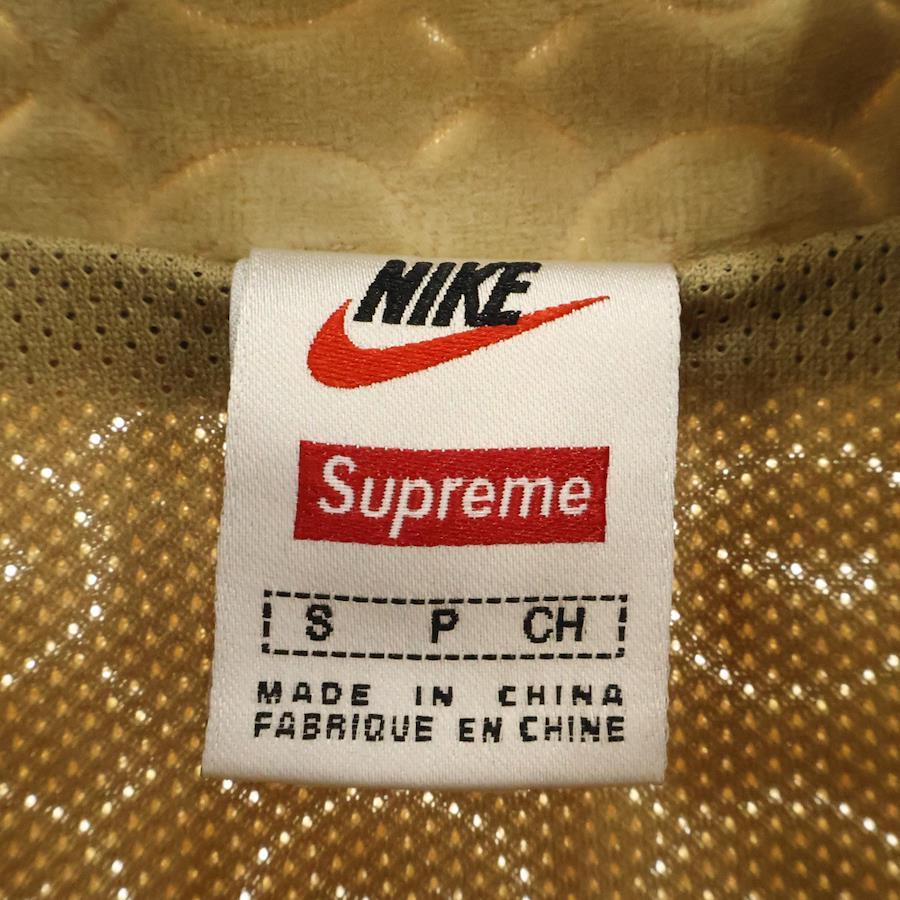 NIKE
Supreme
S P CH
MADE IN CHINA
FABRIQUE EN CHINE